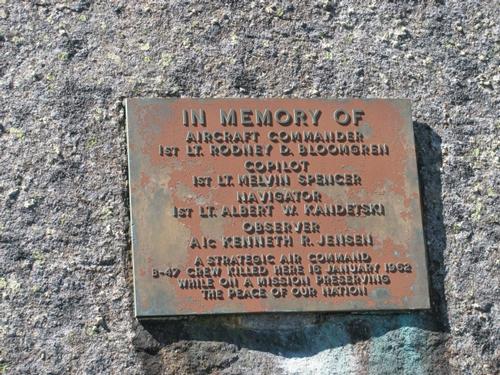 IN MEMORY OF
AIRCRAFT COMMANDER
1ST LT. RODNEY D. BLOOMGREN
COPILOT
1ST LT. MELVIN SPENCER
NAVIGATOR
1ST LT. ALBERT W. KANDETSKI
OBSERVER
A1C KENNETH R. JENSEN
A STRATEGIC AIR COMMAND
B-47 CREW KILLED HERE 16 JANUARY 1962
WHILE ON A MISSION PRESERVING
THE PEACE OF OUR NATION